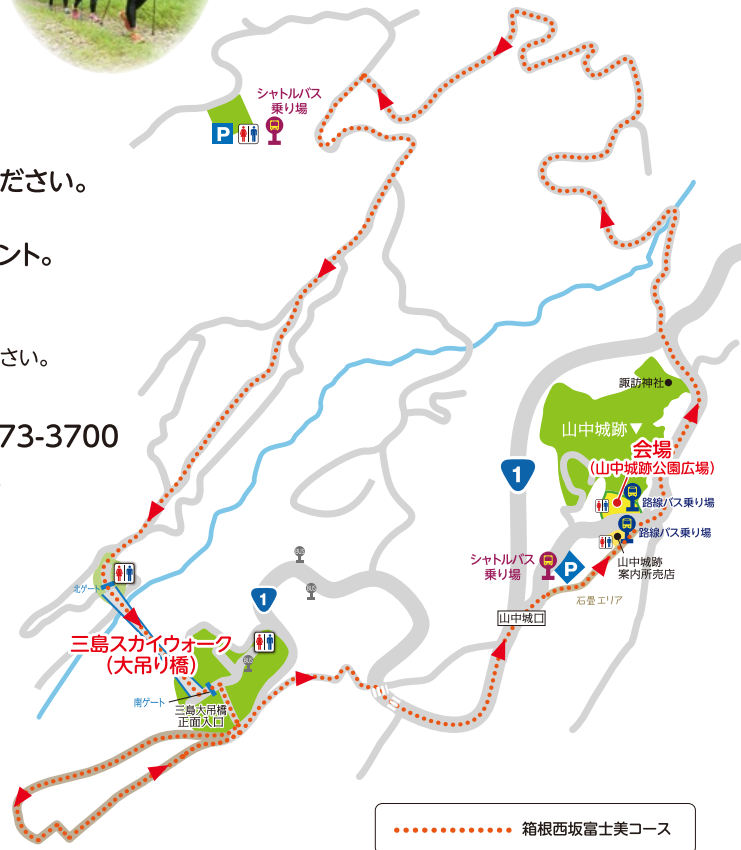 シャトルバス
乗り場
P
ださい。
ント。
さい。
73-3700
諏訪神社
山中城跡
会場
(山中城跡公園広場)
1
路線バス乗り場
路線バス乗り場
シャトルバス
乗り場
P
山中城跡
案内所売店
石畳エリア
山中城口
BUS
BUS
1
北ゲート
三島スカイウォーク
(大吊り橋)
BUS
南ゲート
三島大吊橋
正面入口
箱根西坂富士美コース